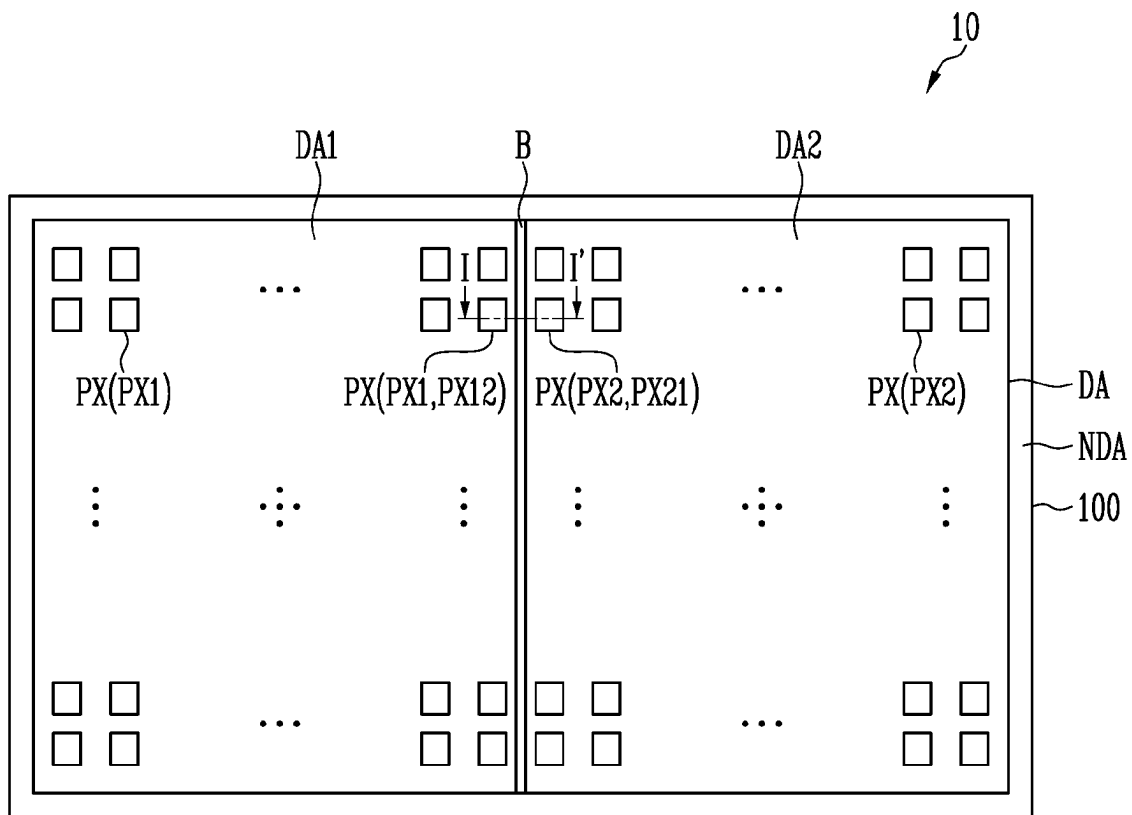 10
DA1 B DA2
I I'
PX(PX1) PX(PX1,PX12) PX(PX2,PX21) PX(PX2) DA
NDA
100